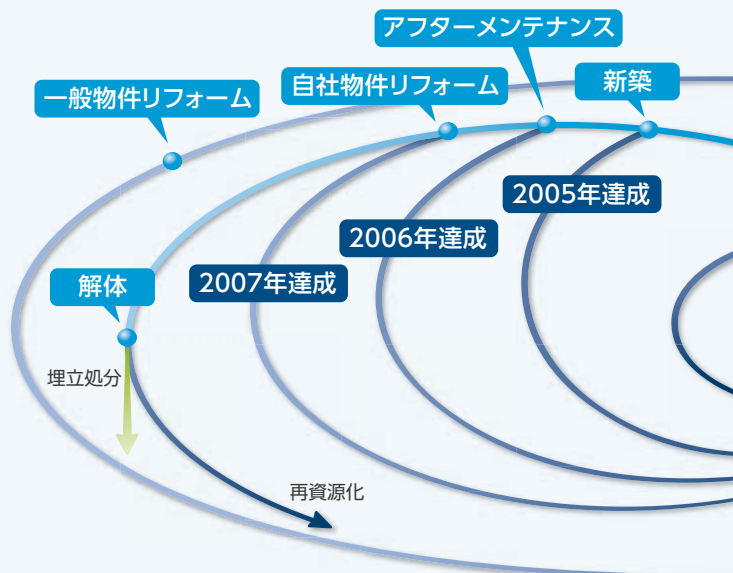 アフターメンテナンス
一般物件リフォーム
自社物件リフォーム
新築
2005年達成
2006年達成
2007年達成
解体
埋立処分
再資源化